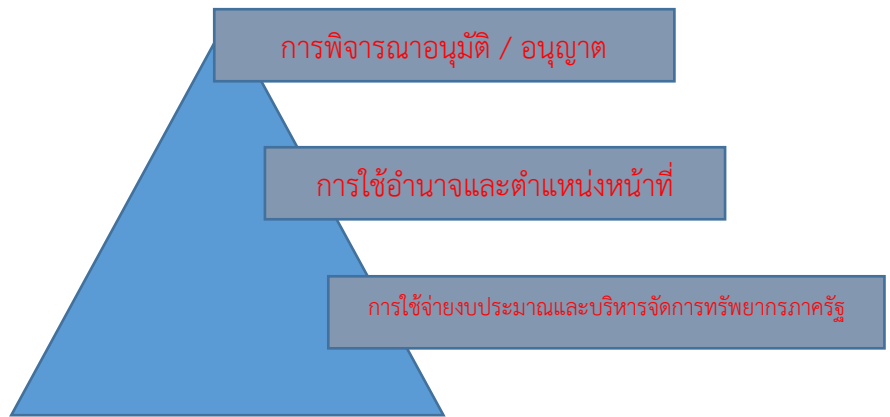 การพิจารณาอนุมัติ / อนุญาต
การใช้อำนาจและตำแหน่งหน้าที่
การใช้จ่ายงบประมาณและบริหารจัดการทรัพยากรภาครัฐ